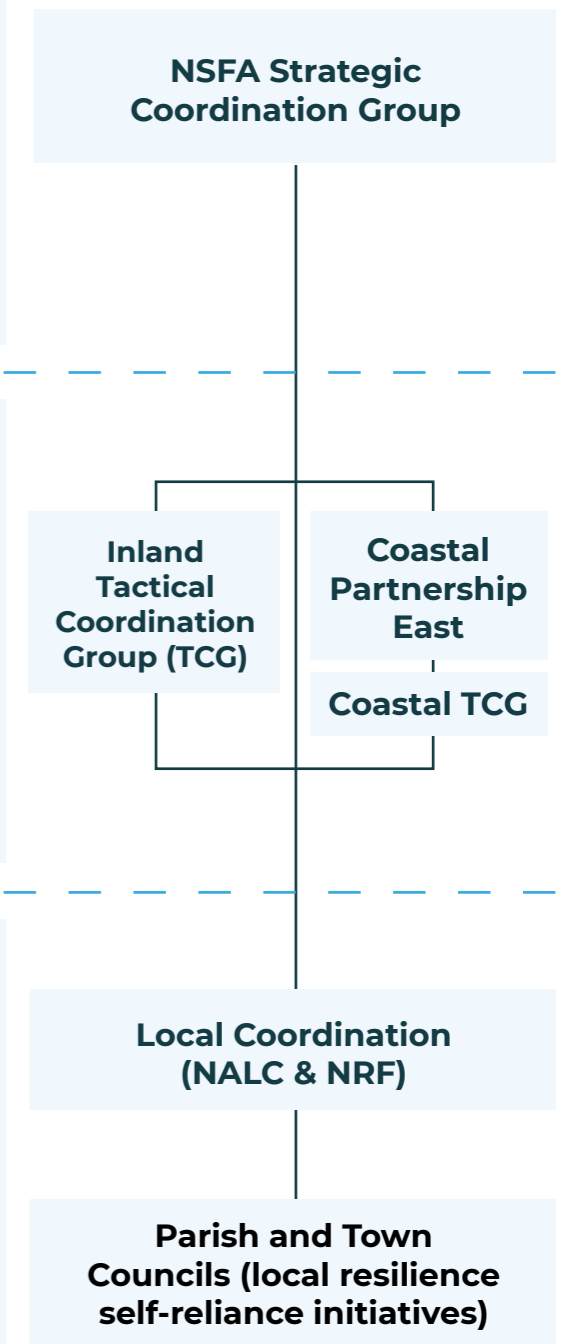 NSFA Strategic
Coordination Group
Inland
Tactical
Coordination
Group (TCG)
Coastal
Partnership
East
Coastal TCG
Local Coordination
(NALC & NRF)
Parish and Town
Councils (local resilience
self-reliance initiatives)